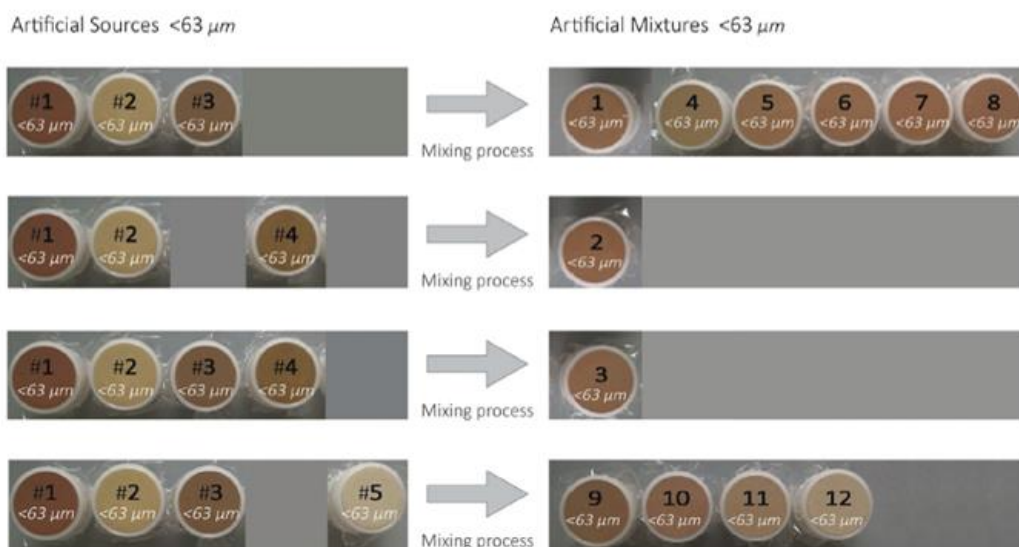 Artificial Sources <63 µm
Artificial Mixtures <63 µm
#1 #2 #3
<63 µm <63 µm <63 µm
Mixing process
1 4 5 6 7 8
<63 µm <63 µm <63 µm <63 µm <63 µm <63 µm
#1 #2 #4
<63 µm <63 µm <63 µm
Mixing process
2
<63 µm
#1 #2 #3 #4
<63 µm <63 µm <63 µm <63 µm
Mixing process
3
<63 µm
#1 #2 #3 #5
<63 µm <63 µm <63 µm <63 µm
Mixing process
9 10 11 12
<63 µm <63 µm <63 µm <63 µm